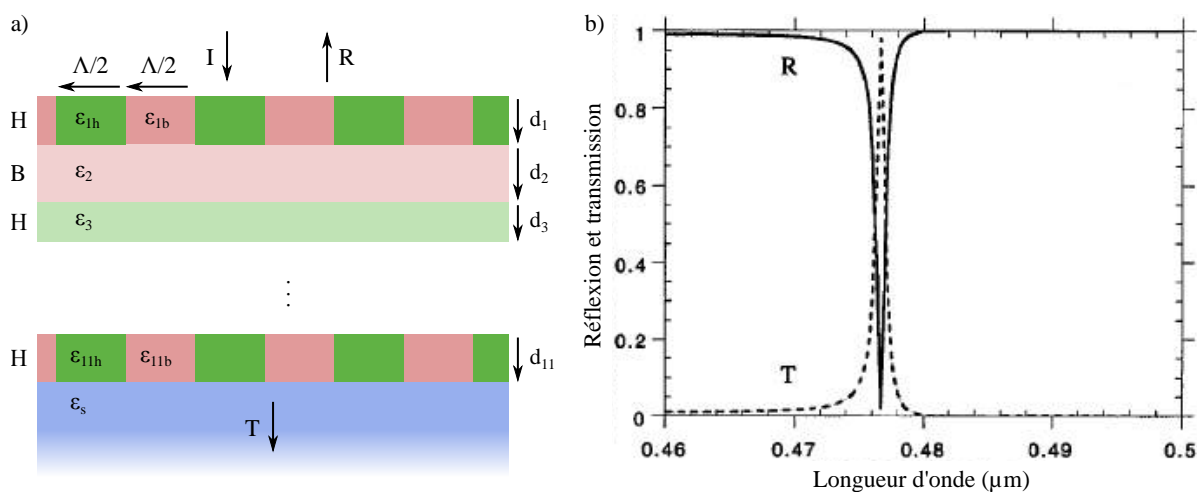 a)
I R
Λ/2 Λ/2
H ε1h ε1b d1
B ε2 d2
H ε3 d3
⋮
H ε11h ε11b d11
εs
T
b)
Réflexion et transmission
1
0.8
0.6
0.4
0.2
0
R
T
0.46 0.47 0.48 0.49 0.5
Longueur d'onde (µm)